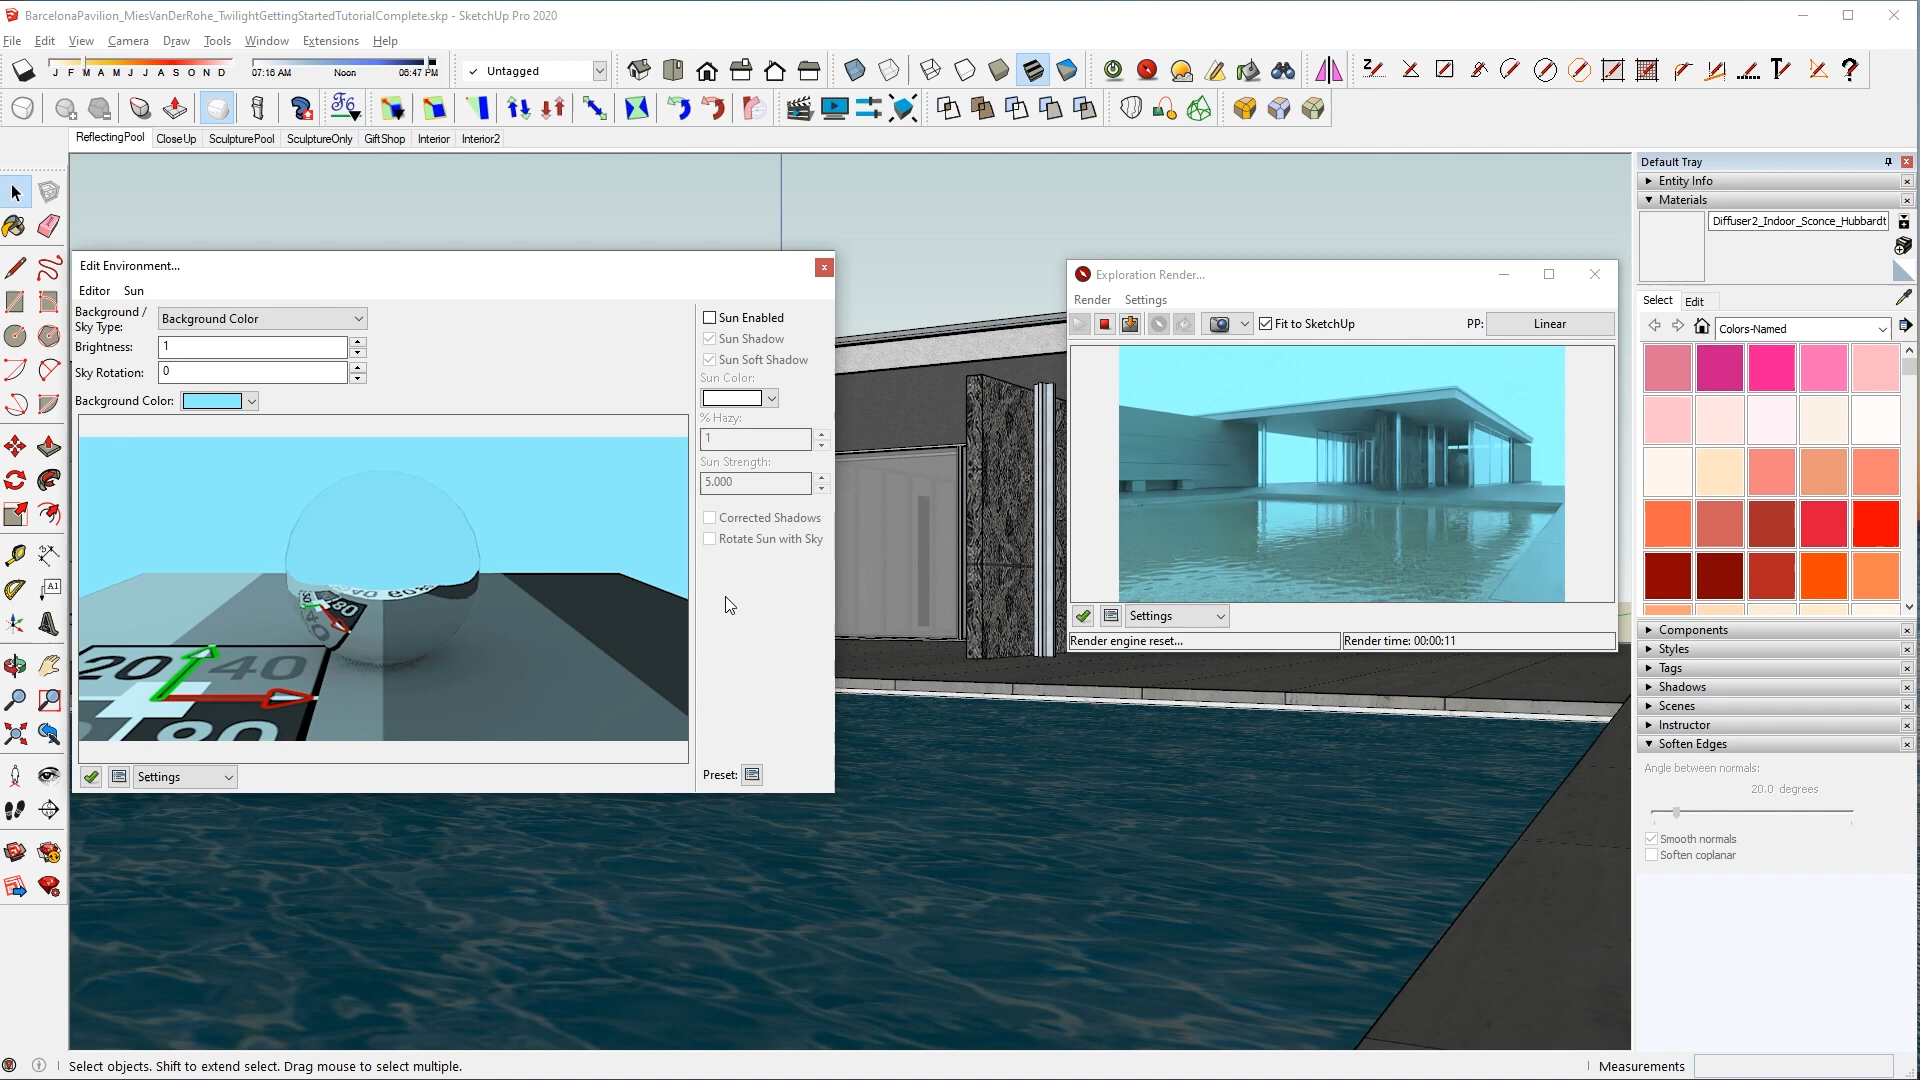 BarcelonaPavilion_MiesVanDerRohe_TwilightGettingStartedTutorialComplete.skp - SketchUp Pro 2020
File Edit View Camera Draw Tools Window Extensions Help
J F M A M J J A S O N D
07:16 AM Noon 06:47 PM
Untagged
ReflectingPool CloseUp SculpturePool SculptureOnly GiftShop Interior Interior2
Edit Environment...
Editor Sun
Background / Sky Type: Background Color
Brightness: 1
Sky Rotation: 0
Background Color:
20 40
80
Settings
Sun Enabled
Sun Shadow
Sun Soft Shadow
Sun Color:
% Hazy:
1
Sun Strength:
5.000
Corrected Shadows
Rotate Sun with Sky
Preset:
Exploration Render...
Render Settings
Fit to SketchUp PP: Linear
Settings
Render engine reset... Render time: 00:00:11
Default Tray
Entity Info
Materials
Diffuser2_Indoor_Sconce_Hubbardt
Select Edit
Colors-Named
Components
Styles
Tags
Shadows
Scenes
Instructor
Soften Edges
Angle between normals:
20.0 degrees
Smooth normals
Soften coplanar
Select objects. Shift to extend select. Drag mouse to select multiple.
Measurements